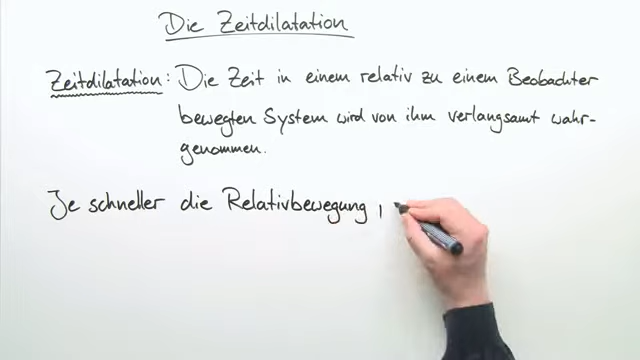 Die Zeitdilatation
Zeitdilatation: Die Zeit in einem relativ zu einem Beobachter
bewegten System wird von ihm verlangsamt wahr-
genommen.
Je schneller die Relativbewegung,